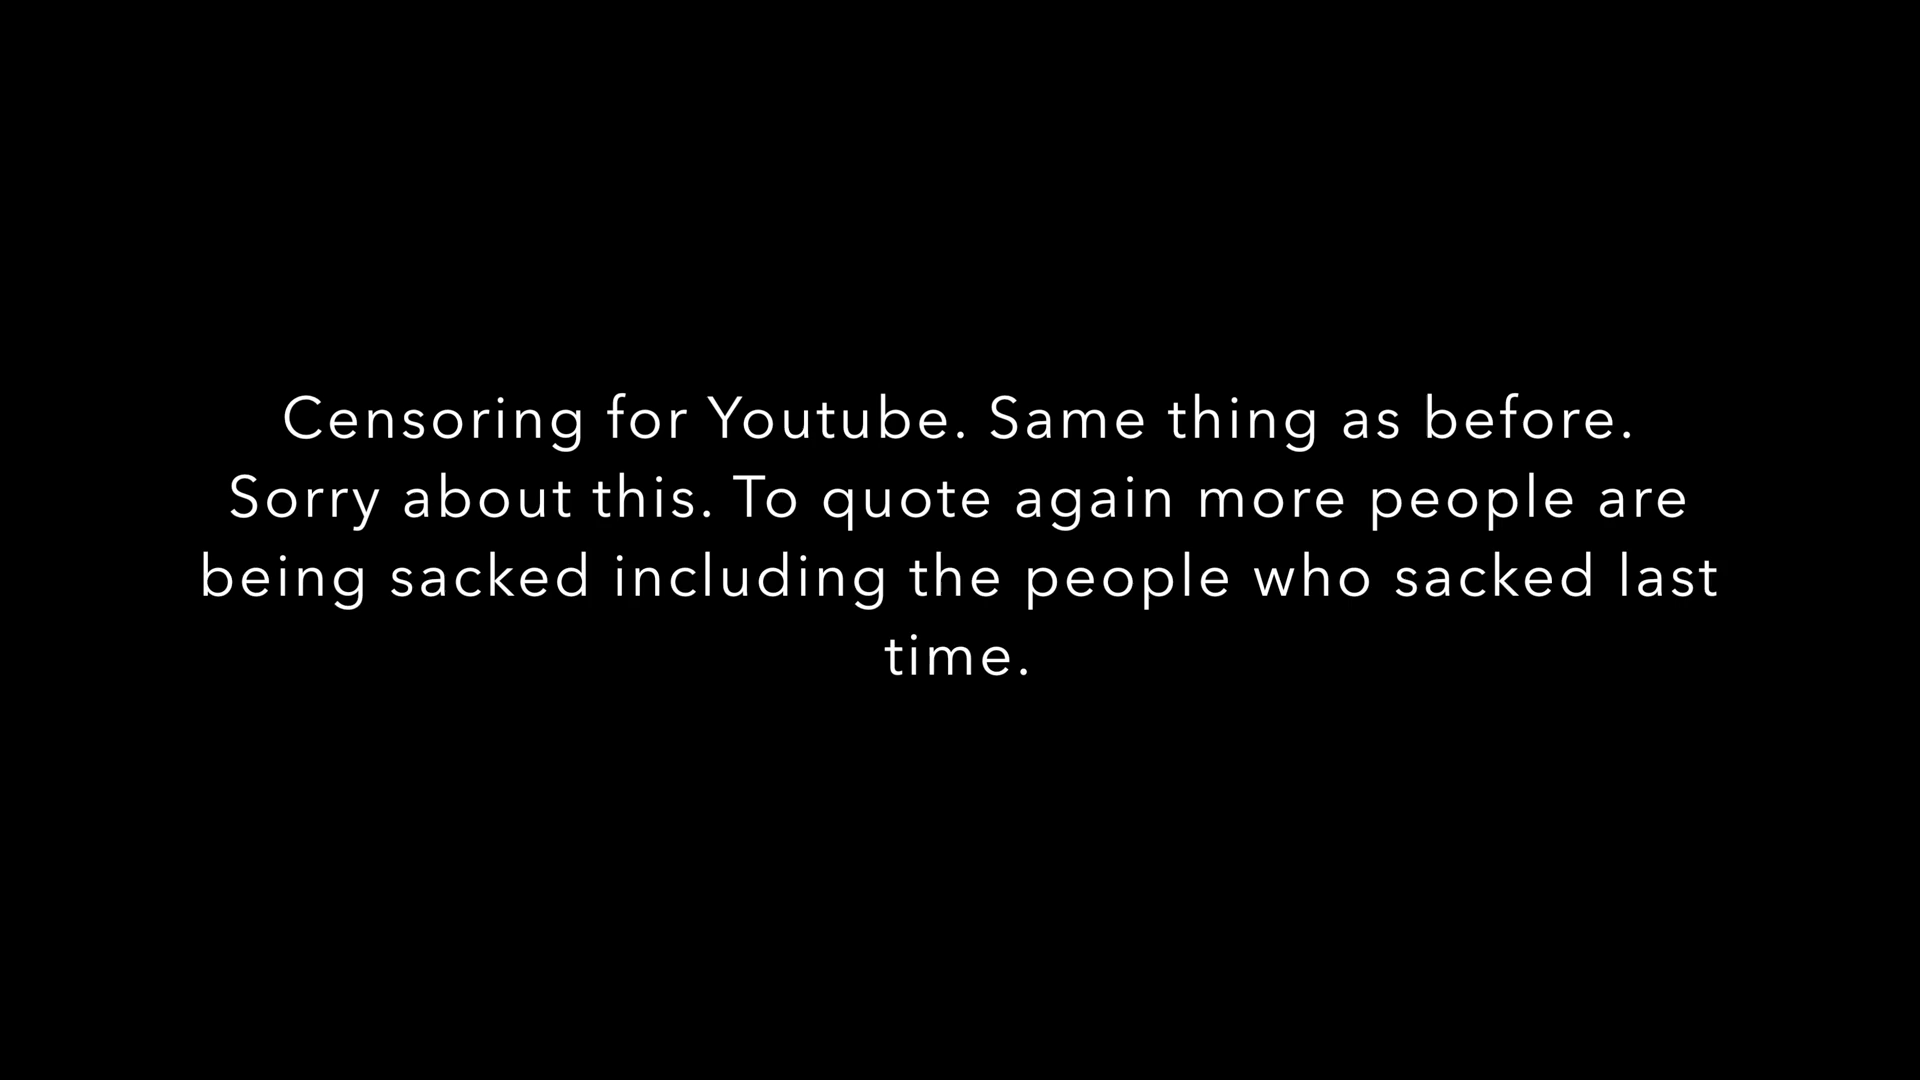 Censoring for Youtube. Same thing as before.
Sorry about this. To quote again more people are
being sacked including the people who sacked last
time.